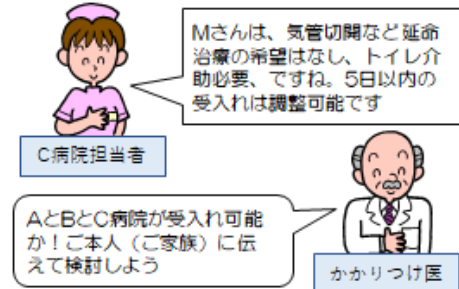 Mさんは、気管切開など延命
治療の希望はなし、トイレ介
助必要、ですね。5日以内の
受入れは調整可能です
C病院担当者
AとBとC病院が受入れ可能
か！ご本人（ご家族）に伝
えて検討しよう
かかりつけ医